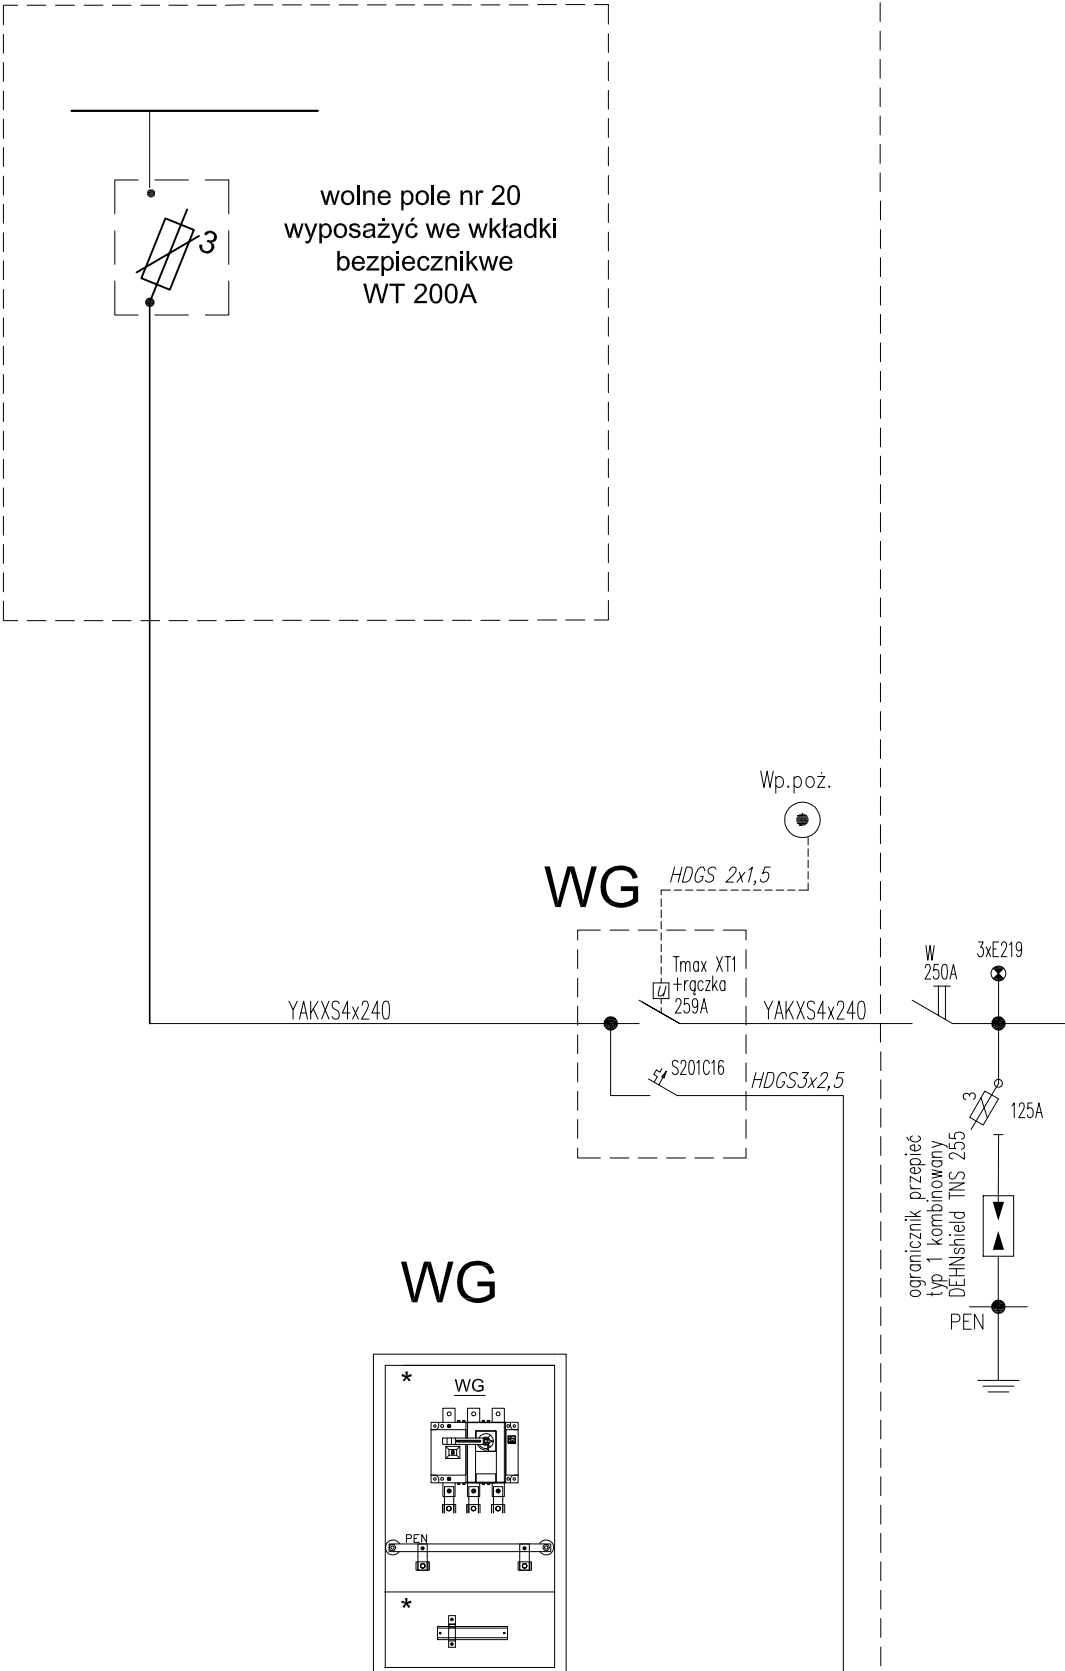 wolne pole nr 20
wyposażyć we wkładki
bezpiecznikwe
WT 200A
3
Wp.poż.
WG
HDGS 2x1,5
Tmax XT1
+rączka
259A
U
YAKXS4x240
YAKXS4x240
W
250A
3xE219
S201C16
HDGS3x2,5
3
125A
ogranicznik przepięć
typ 1 kombinowany
DEHNshield TNS 255
PEN
WG
*
WG
PEN
*